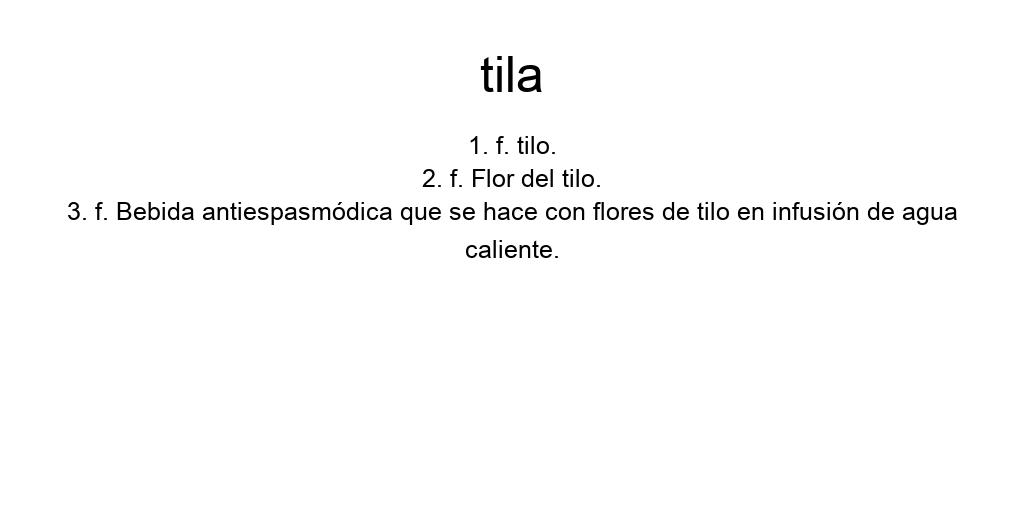 tila
1. f. tilo.
2. f. Flor del tilo.
3. f. Bebida antiespasmódica que se hace con flores de tilo en infusión de agua
caliente.